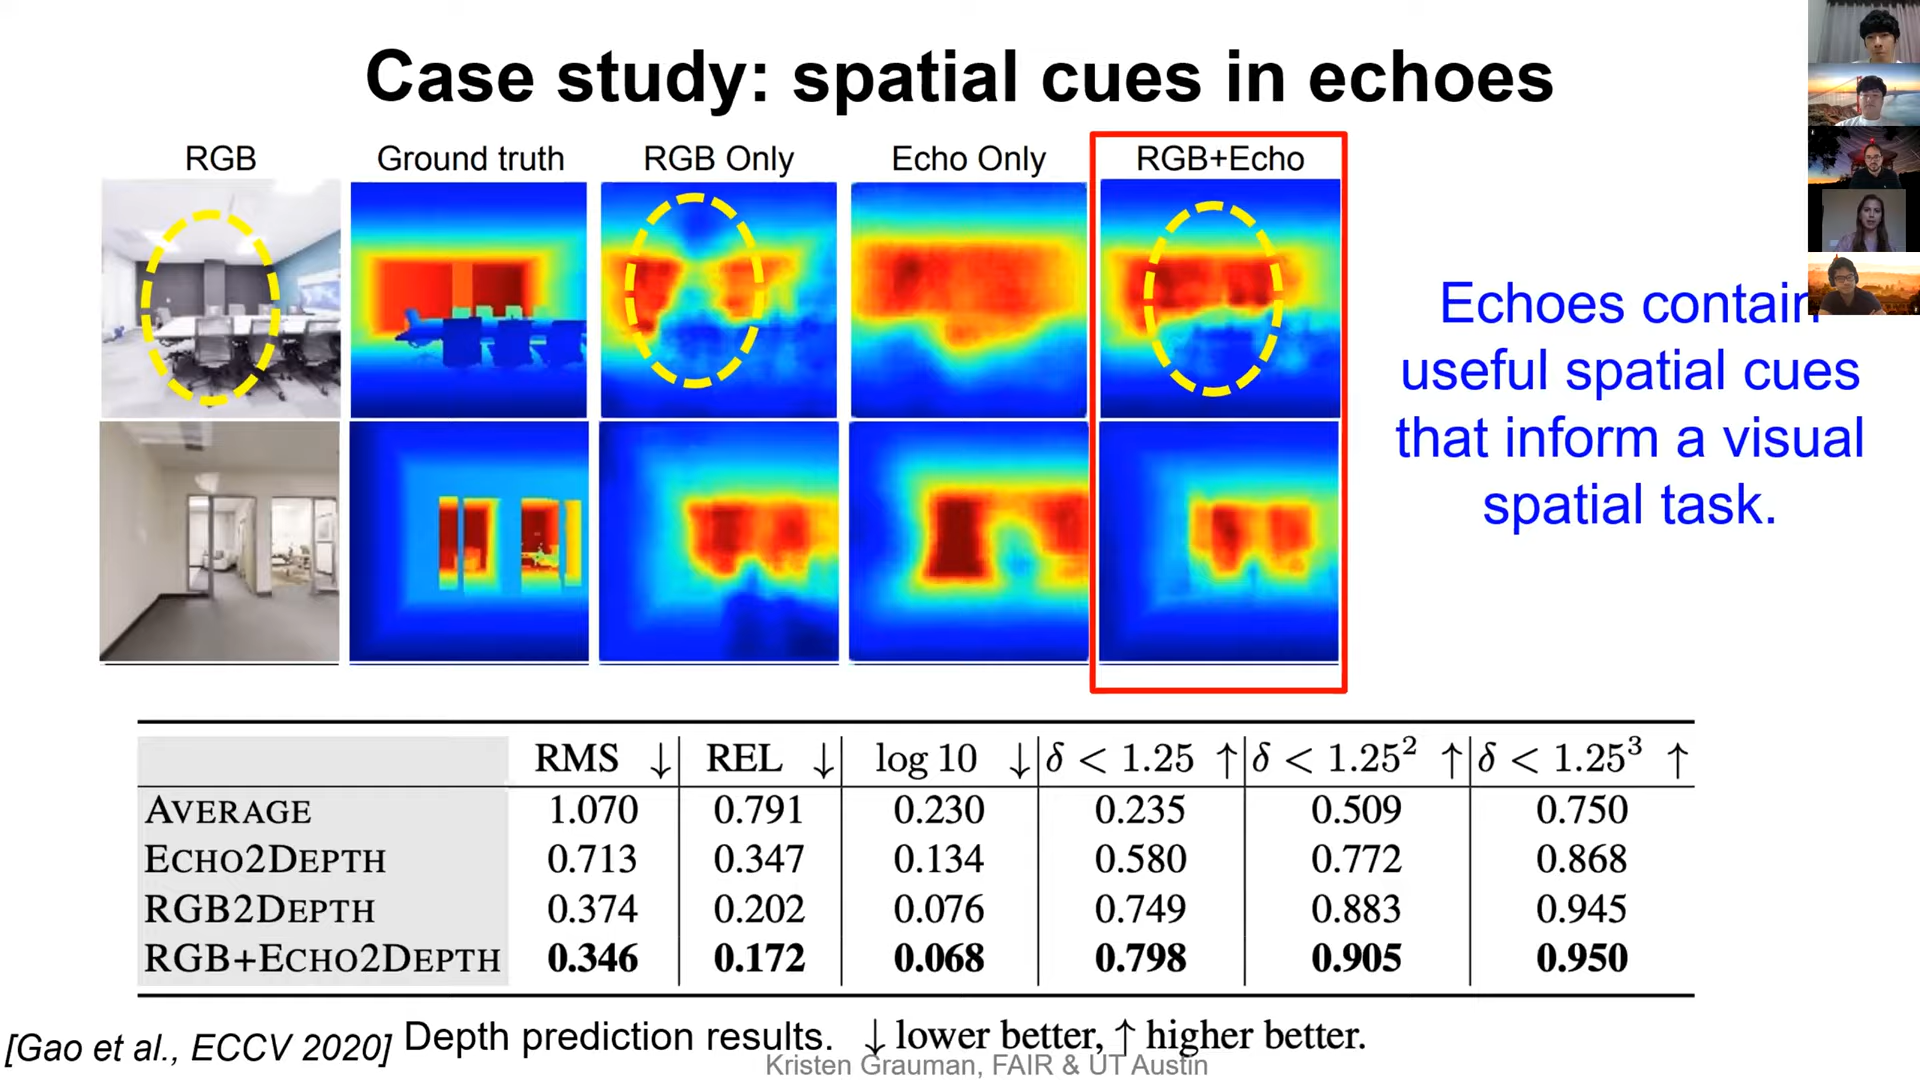 Case study: spatial cues in echoes
RGB Ground truth RGB Only Echo Only RGB+Echo
Echoes contain
useful spatial cues
that inform a visual
spatial task.
RMS ↓ REL ↓ log 10 ↓ δ < 1.25 ↑ δ < 1.25² ↑ δ < 1.25³ ↑
AVERAGE 1.070 0.791 0.230 0.235 0.509 0.750
ECHO2DEPTH 0.713 0.347 0.134 0.580 0.772 0.868
RGB2DEPTH 0.374 0.202 0.076 0.749 0.883 0.945
RGB+ECHO2DEPTH 0.346 0.172 0.068 0.798 0.905 0.950
[Gao et al., ECCV 2020] Depth prediction results. ↓ lower better, ↑ higher better.
Kristen Grauman, FAIR & UT Austin